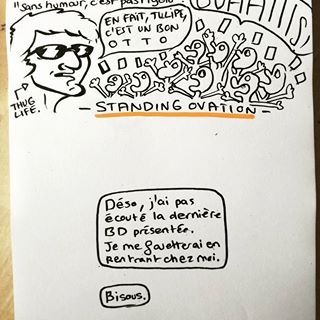 "Sans humour, c'est pas rigolo"
OUAAIIIS!
EN FAIT, TULIPE,
C'EST UN BON
OTTO
THUG
LIFE.
- STANDING OVATION -
Déso, j'ai pas
écouté la dernière
BD présentée.
Je me fouetterai en
rentrant chez moi.
Bisous.